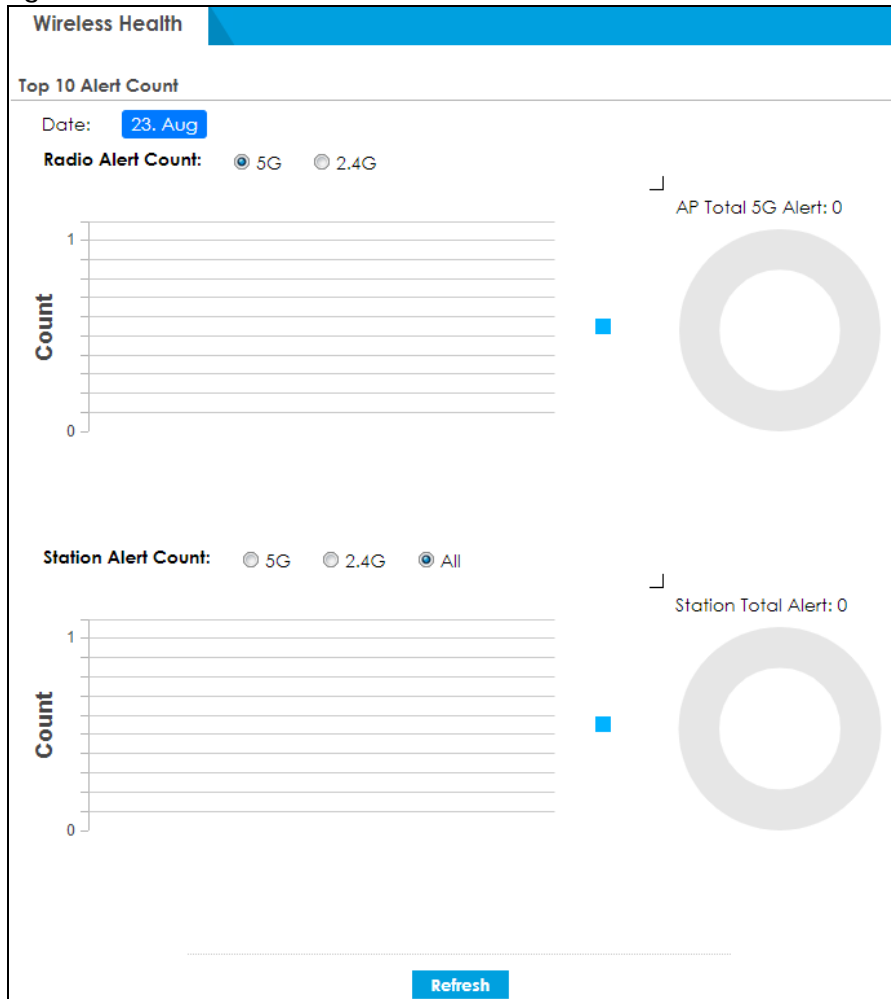 Wireless Health
Top 10 Alert Count
Date: 23. Aug
Radio Alert Count: 5G 2.4G
AP Total 5G Alert: 0
1
Count
0
Station Alert Count: 5G 2.4G All
Station Total Alert: 0
1
Count
0
Refresh